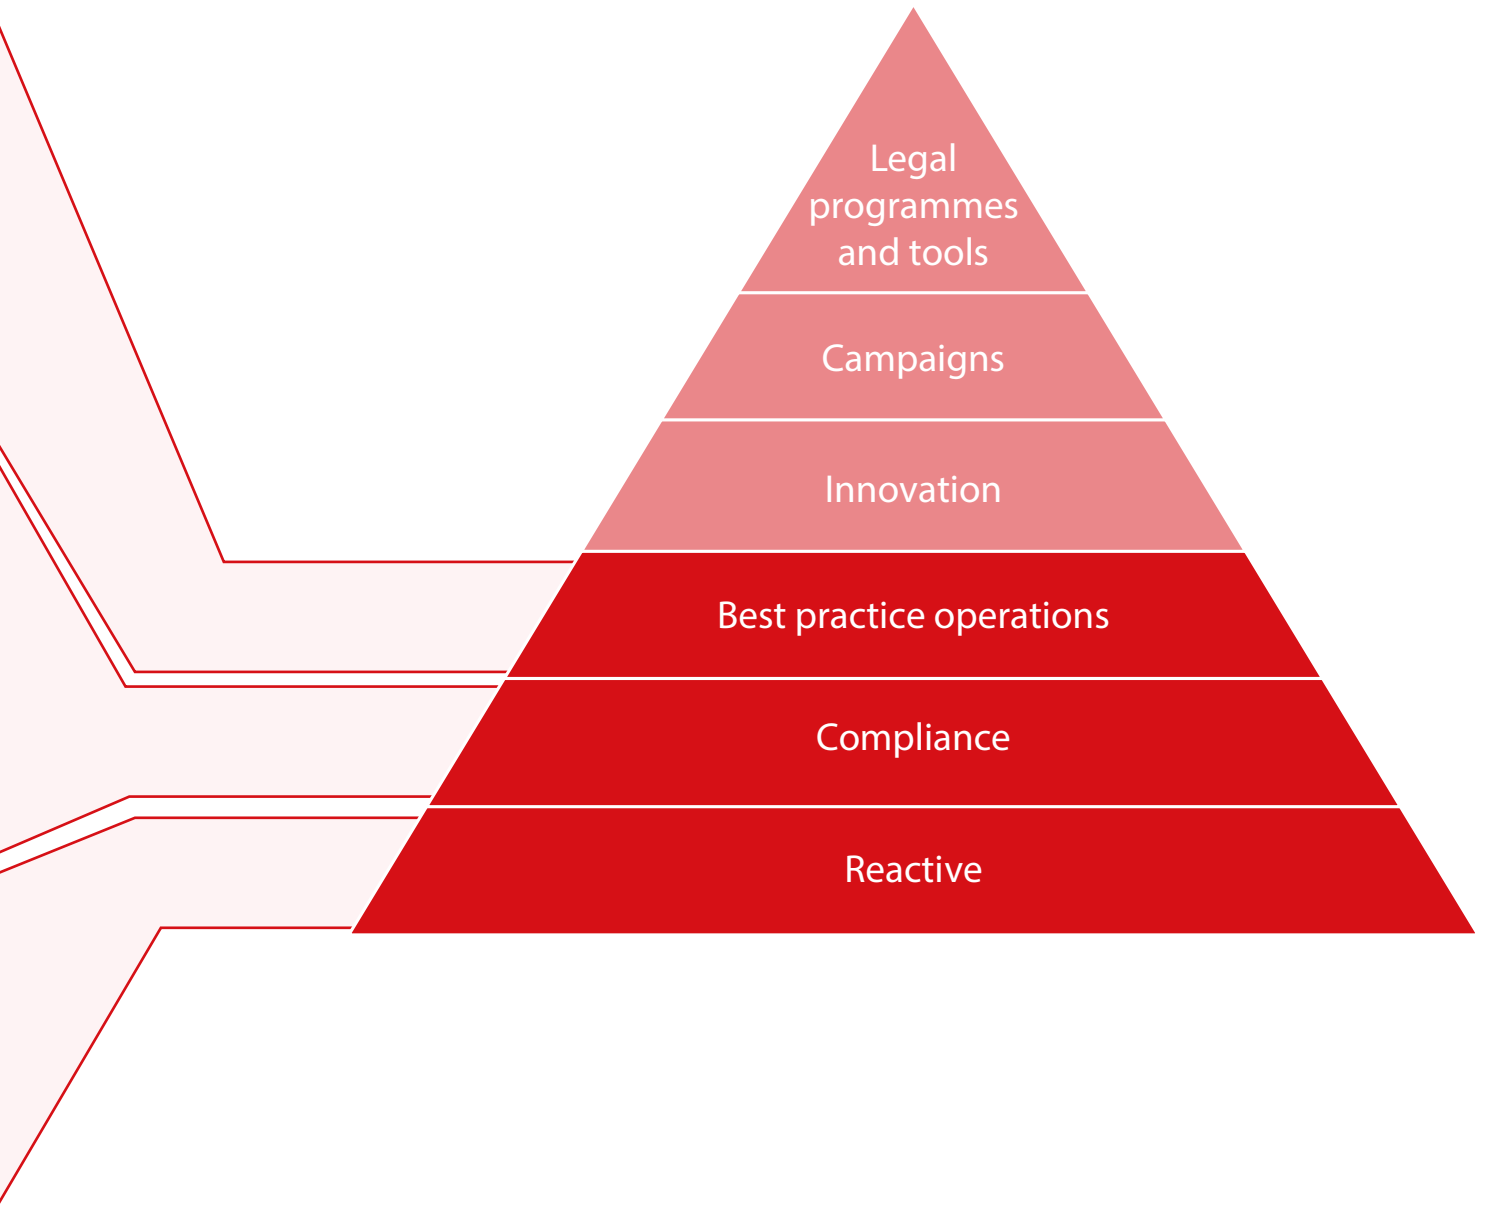 Legal
programmes
and tools
Campaigns
Innovation
Best practice operations
Compliance
Reactive